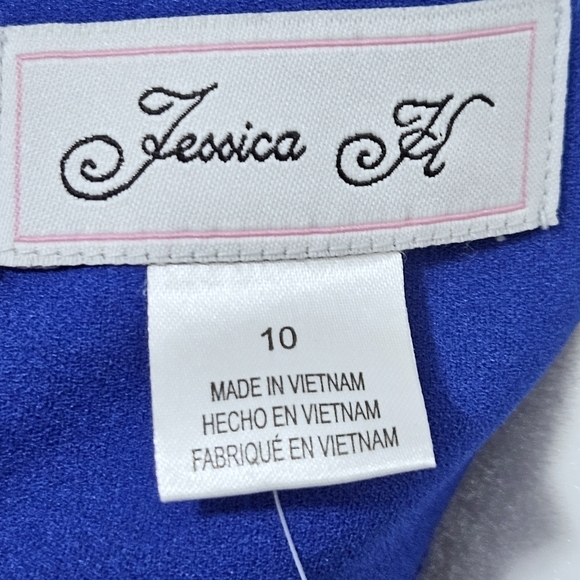 Jessica H
10
MADE IN VIETNAM
HECHO EN VIETNAM
FABRIQUÉ EN VIETNAM